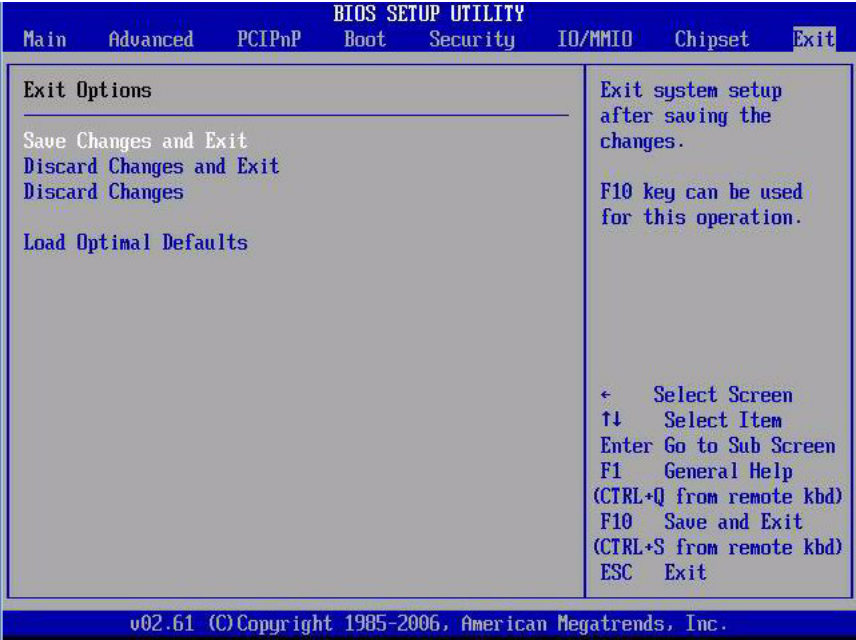 BIOS SETUP UTILITY
Main Advanced PCIPnP Boot Security IO/MMIO Chipset Exit
Exit Options
Save Changes and Exit
Discard Changes and Exit
Discard Changes
Load Optimal Defaults
Exit system setup
after saving the
changes.
F10 key can be used
for this operation.
← Select Screen
↑↓ Select Item
Enter Go to Sub Screen
F1 General Help
(CTRL+Q from remote kbd)
F10 Save and Exit
(CTRL+S from remote kbd)
ESC Exit
v02.61 (C)Copyright 1985-2006, American Megatrends, Inc.